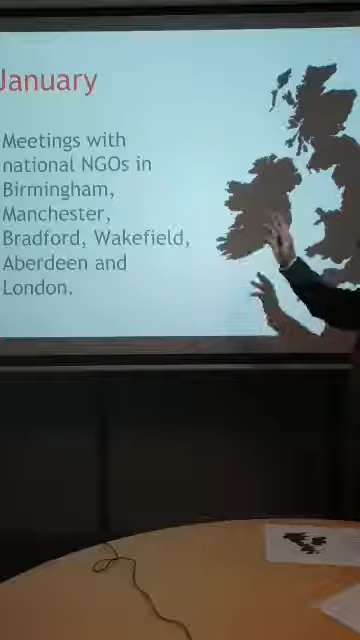 January
Meetings with
national NGOs in
Birmingham,
Manchester,
Bradford, Wakefield,
Aberdeen and
London.